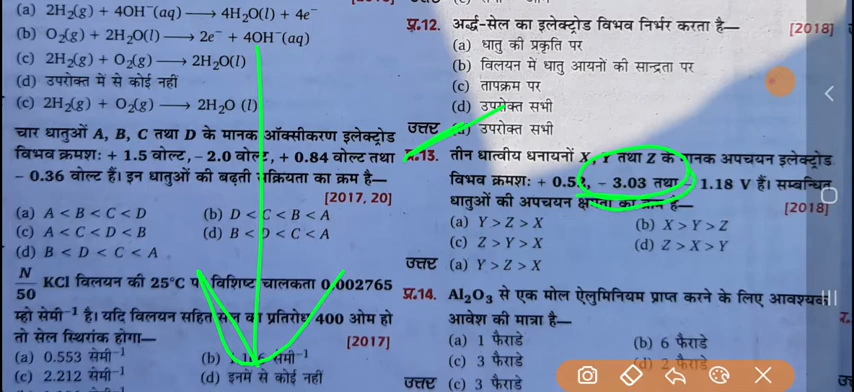 (a) 2H₂(g) + 4OH⁻(aq) ⟶ 4H₂O(l) + 4e⁻
(b) O₂(g) + 2H₂O(l) ⟶ 2e⁻ + 4OH⁻(aq)
(c) 2H₂(g) + O₂(g) ⟶ 2H₂O(l)
(d) उपरोक्त में से कोई नहीं
(c) 2H₂(g) + O₂(g) ⟶ 2H₂O (l)
चार धातुओं A, B, C तथा D के मानक ऑक्सीकरण इलेक्ट्रोड
विभव क्रमशः + 1.5 वोल्ट, – 2.0 वोल्ट, + 0.84 वोल्ट तथा
– 0.36 वोल्ट हैं। इन धातुओं की बढ़ती सक्रियता का क्रम है—
[2017, 20]
(a) A < B < C < D (b) D < C < B < A
(c) A < C < D < B (d) B < D < C < A
(d) B < D < C < A
N/50 KCl विलयन की 25°C पर विशिष्ट चालकता 0.002765
म्हो सेमी⁻¹ है। यदि विलयन सहित सेल का प्रतिरोध 400 ओम हो
तो सेल स्थिरांक होगा— [2017]
(a) 0.553 सेमी⁻¹ (b) सेमी⁻¹
(c) 2.212 सेमी⁻¹ (d) इनमें से कोई नहीं
प्र.12. अर्द्ध-सेल का इलेक्ट्रोड विभव निर्भर करता है—
[2018]
(a) धातु की प्रकृति पर
(b) विलयन में धातु आयनों की सान्द्रता पर
(c) तापक्रम पर
(d) उपरोक्त सभी
उत्तर (d) उपरोक्त सभी
प्र.13. तीन धात्वीय धनायनों X, Y तथा Z के मानक अपचयन इलेक्ट्रोड
विभव क्रमशः + 0.52, – 3.03 तथा – 1.18 V हैं। सम्बन्धित
धातुओं की अपचयन क्षमता का क्रम है— [2018]
(a) Y > Z > X (b) X > Y > Z
(c) Z > Y > X (d) Z > X > Y
उत्तर (a) Y > Z > X
प्र.14. Al₂O₃ से एक मोल ऐलुमिनियम प्राप्त करने के लिए आवश्यक
आवेश की मात्रा है—
(a) 1 फैराडे (b) 6 फैराडे
(c) 3 फैराडे (d) 2 फैराडे
उत्तर (c) 3 फैराडे